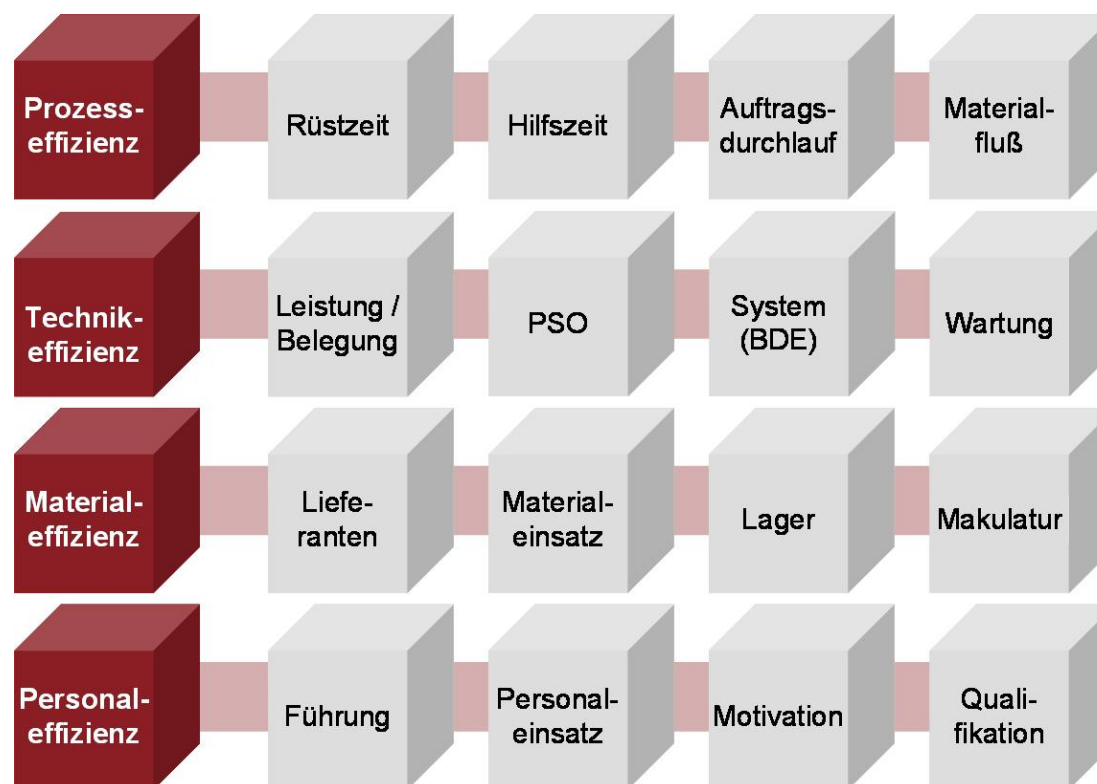 Prozess-
effizienz
Rüstzeit
Hilfszeit
Auftrags-
durchlauf
Material-
fluß
Technik-
effizienz
Leistung /
Belegung
PSO
System
(BDE)
Wartung
Material-
effizienz
Liefe-
ranten
Material-
einsatz
Lager
Makulatur
Personal-
effizienz
Führung
Personal-
einsatz
Motivation
Quali-
fikation